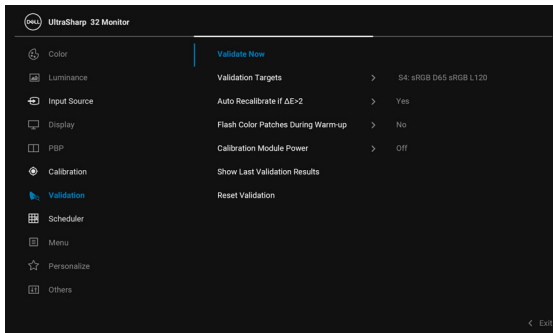 DELL UltraSharp 32 Monitor
Color
Validate Now
Luminance
Validation Targets > S4: sRGB D65 sRGB L120
Input Source
Auto Recalibrate if ΔE>2 > Yes
Display
Flash Color Patches During Warm-up > No
PBP
Calibration Module Power > Off
Calibration
Show Last Validation Results
Validation
Reset Validation
Scheduler
Menu
Personalize
Others
< Exit